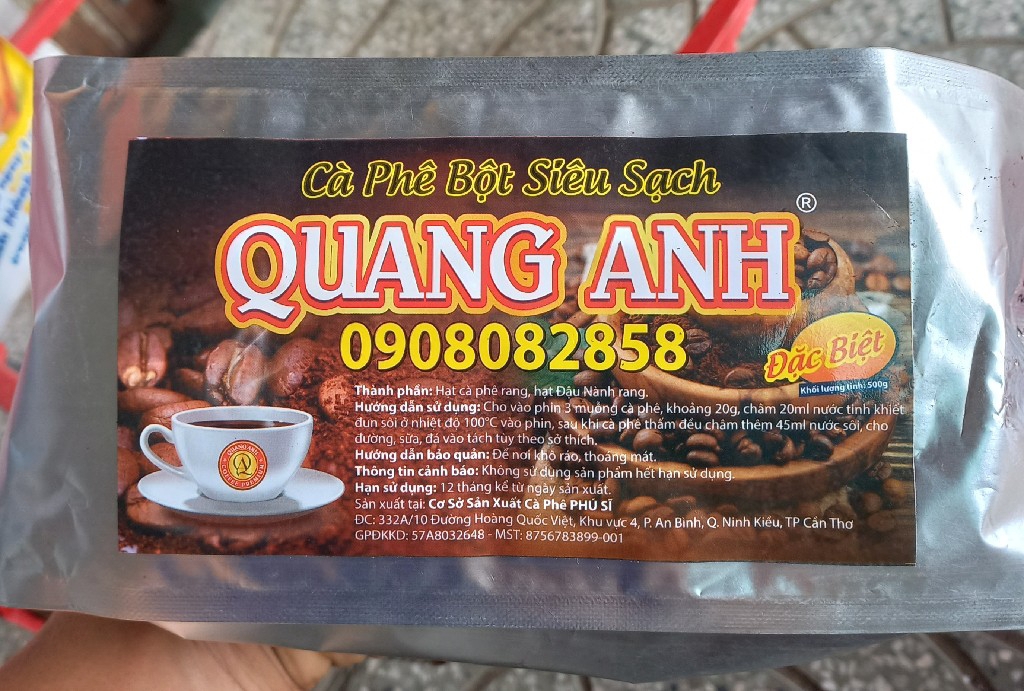 Cà Phê Bột Siêu Sạch
QUANG ANH®
0908082858
Đặc Biệt
Khối lượng tịnh: 500g
Thành phần: Hạt cà phê rang, hạt Đậu Nành rang.
Hướng dẫn sử dụng: Cho vào phin 3 muỗng cà phê, khoảng 20g, châm 20ml nước tinh khiết
đun sôi ở nhiệt độ 100°C vào phin, sau khi cà phê thấm đều châm thêm 45ml nước sôi, cho
đường, sữa, đá vào tách tùy theo sở thích.
Hướng dẫn bảo quản: Để nơi khô ráo, thoáng mát.
Thông tin cảnh báo: Không sử dụng sản phẩm hết hạn sử dụng.
Hạn sử dụng: 12 tháng kể từ ngày sản xuất.
Sản xuất tại: Cơ Sở Sản Xuất Cà Phê PHÚ SĨ
ĐC: 332A/10 Đường Hoàng Quốc Việt, Khu vực 4, P. An Bình, Q. Ninh Kiều, TP Cần Thơ
GPĐKKD: 57A8032648 - MST: 8756783899-001
QUANG ANH
COFFEE PREMIUM